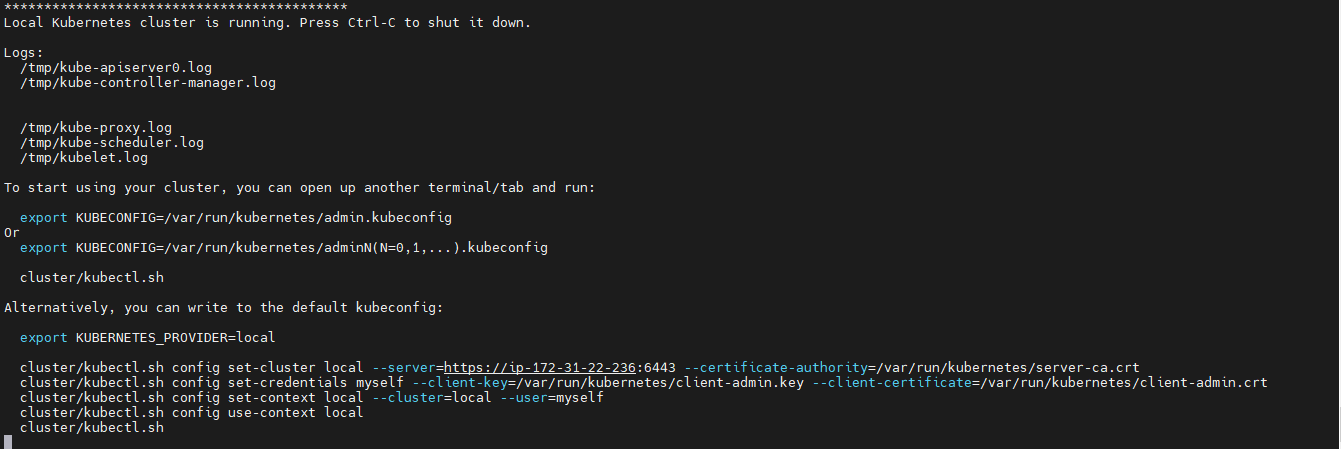 *******************************************
Local Kubernetes cluster is running. Press Ctrl-C to shut it down.
Logs:
/tmp/kube-apiserver0.log
/tmp/kube-controller-manager.log
/tmp/kube-proxy.log
/tmp/kube-scheduler.log
/tmp/kubelet.log
To start using your cluster, you can open up another terminal/tab and run:
export KUBECONFIG=/var/run/kubernetes/admin.kubeconfig
Or
export KUBECONFIG=/var/run/kubernetes/adminN(N=0,1,...).kubeconfig
cluster/kubectl.sh
Alternatively, you can write to the default kubeconfig:
export KUBERNETES_PROVIDER=local
cluster/kubectl.sh config set-cluster local --server=https://ip-172-31-22-236:6443 --certificate-authority=/var/run/kubernetes/server-ca.crt
cluster/kubectl.sh config set-credentials myself --client-key=/var/run/kubernetes/client-admin.key --client-certificate=/var/run/kubernetes/client-admin.crt
cluster/kubectl.sh config set-context local --cluster=local --user=myself
cluster/kubectl.sh config use-context local
cluster/kubectl.sh